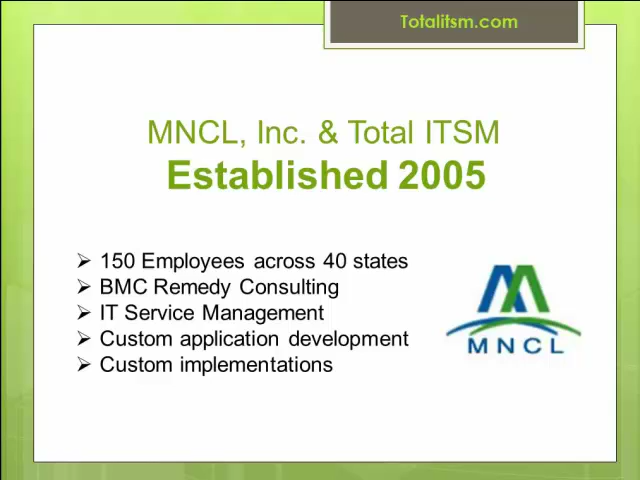 Totalitsm.com
MNCL, Inc. & Total ITSM
Established 2005
➢ 150 Employees across 40 states
➢ BMC Remedy Consulting
➢ IT Service Management
➢ Custom application development
➢ Custom implementations
MNCL